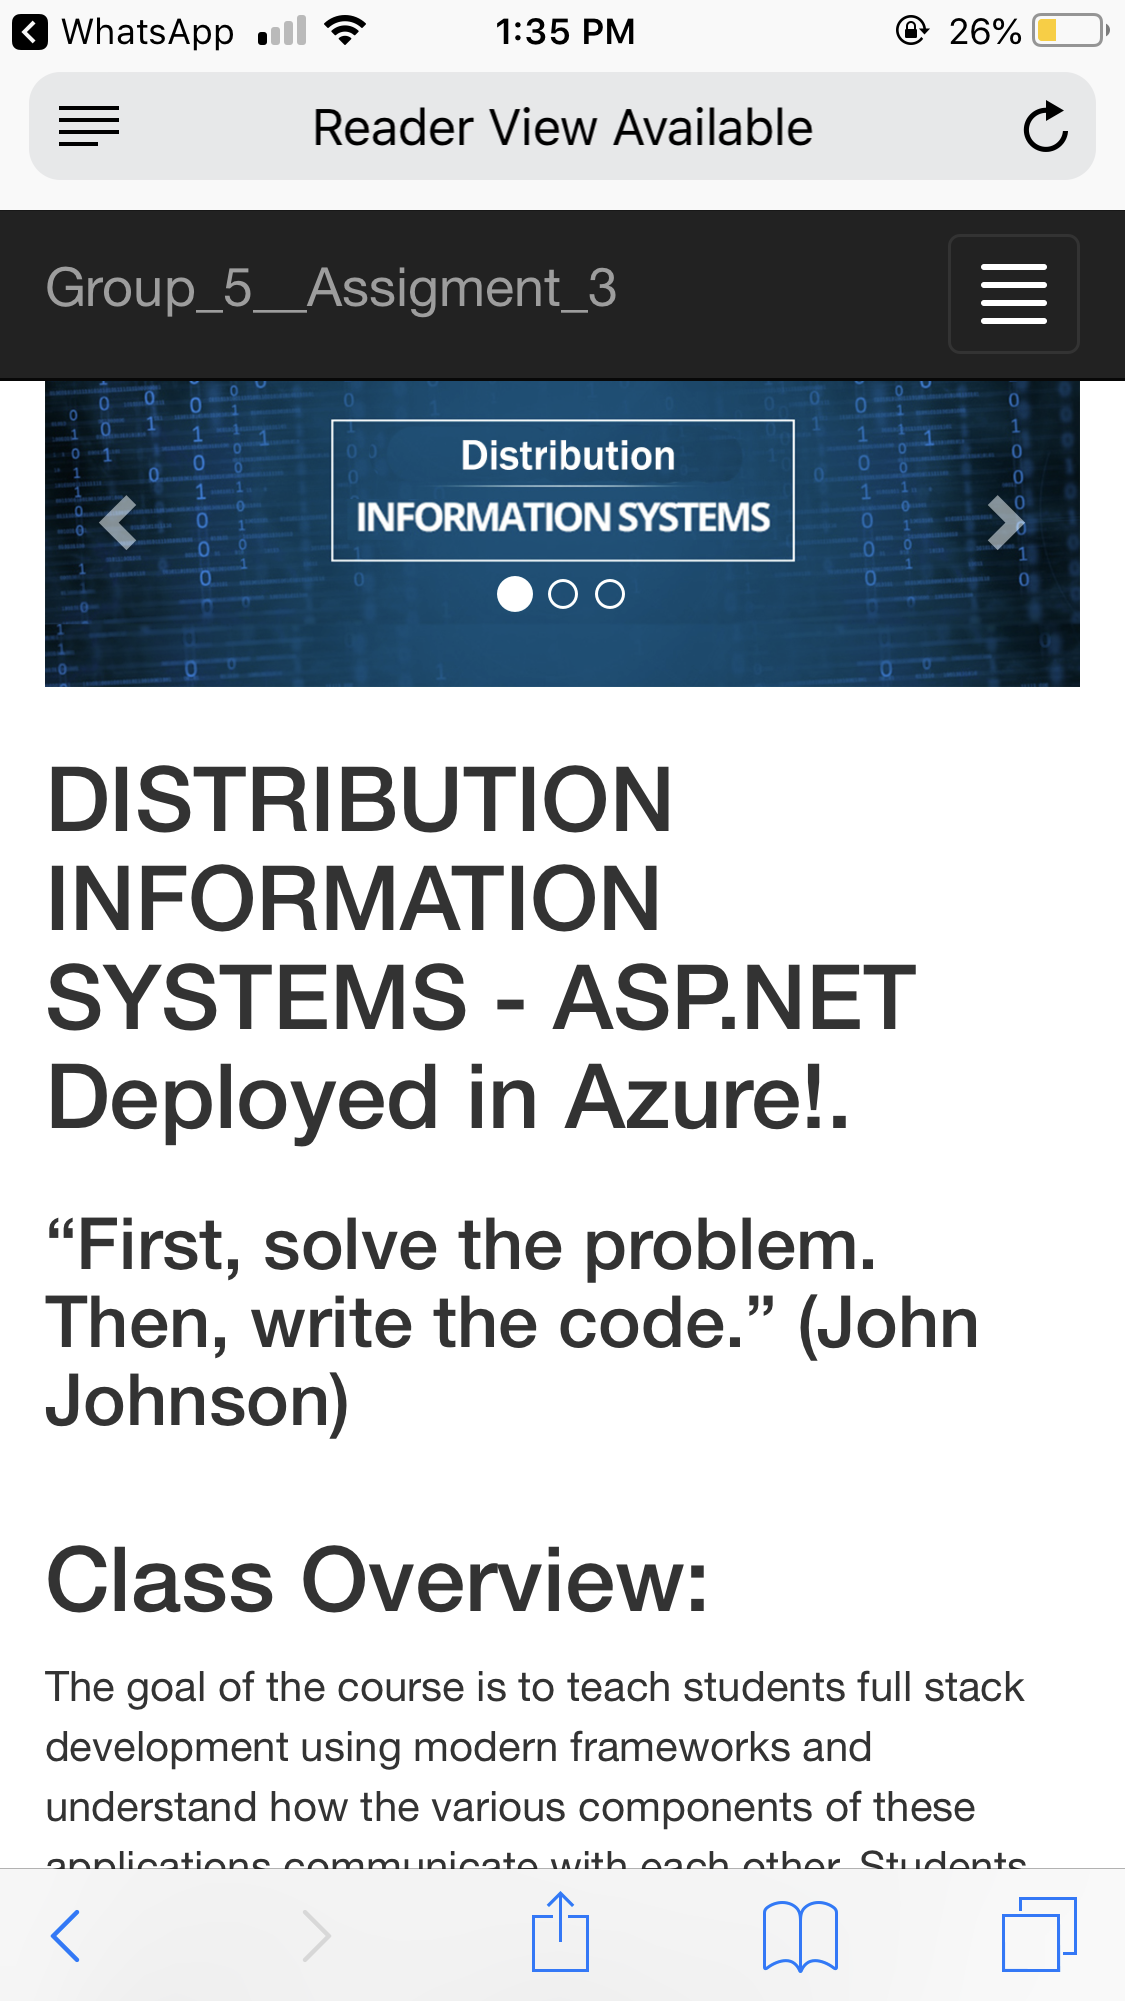 WhatsApp 1:35 PM 26%
Reader View Available
Group_5__Assigment_3
Distribution
INFORMATION SYSTEMS
DISTRIBUTION
INFORMATION
SYSTEMS - ASP.NET
Deployed in Azure!.
“First, solve the problem.
Then, write the code.” (John
Johnson)
Class Overview:
The goal of the course is to teach students full stack
development using modern frameworks and
understand how the various components of these
applications communicate with each other. Students